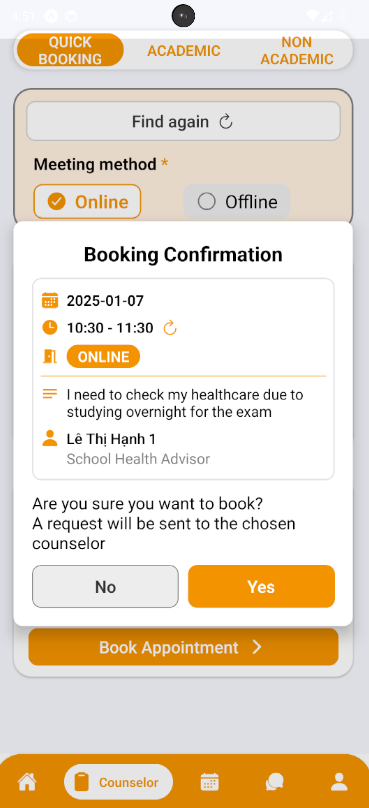 4:51
QUICK
BOOKING
ACADEMIC
NON
ACADEMIC
Find again
Meeting method *
Online
Offline
Booking Confirmation
2025-01-07
10:30 - 11:30
ONLINE
I need to check my healthcare due to
studying overnight for the exam
Lê Thị Hạnh 1
School Health Advisor
Are you sure you want to book?
A request will be sent to the chosen
counselor
No
Yes
Book Appointment
Counselor